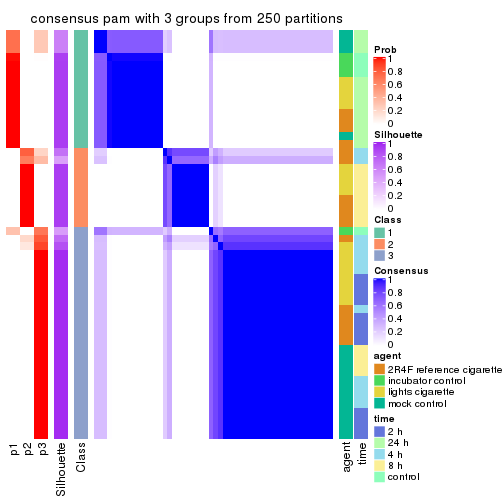 consensus pam with 3 groups from 250 partitions
Prob
1
0.8
0.6
0.4
0.2
0
Silhouette
1
0.8
0.6
0.4
0.2
0
Class
1
2
3
Consensus
1
0.8
0.6
0.4
0.2
0
agent
2R4F reference cigarette
incubator control
lights cigarette
mock control
time
2 h
24 h
4 h
8 h
control
p1
p2
p3
Silhouette
Class
agent
time